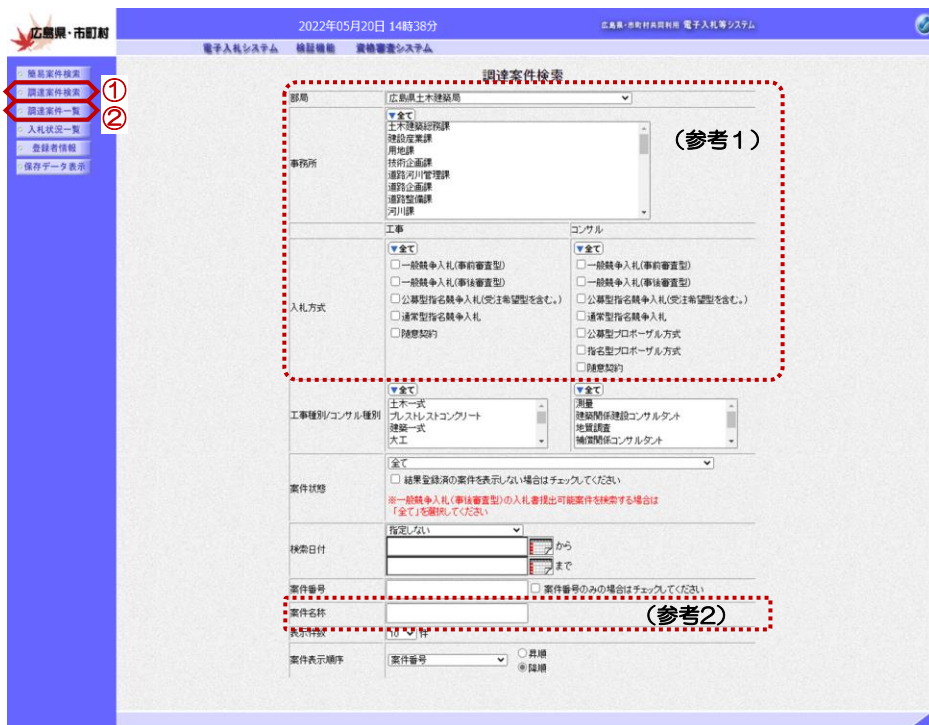 広島県・市町村
2022年05月20日 14時38分
広島県・市町村共同利用 電子入札等システム
電子入札システム 検証機能 資格審査システム
簡易案件検索
調達案件検索
①
調達案件一覧
②
入札状況一覧
登録者情報
保存データ表示
調達案件検索
部局
広島県土木建築局
事務所
▼全て
土木建築総務課
建設産業課
用地課
技術企画課
道路河川管理課
道路企画課
道路整備課
河川課
(参考1)
工事 コンサル
入札方式
▼全て
一般競争入札(事前審査型)
一般競争入札(事後審査型)
公募型指名競争入札(受注希望型を含む。)
通常型指名競争入札
随意契約
▼全て
一般競争入札(事前審査型)
一般競争入札(事後審査型)
公募型指名競争入札(受注希望型を含む。)
通常型指名競争入札
公募型プロポーザル方式
指名型プロポーザル方式
随意契約
工事種別/コンサル種別
▼全て
土木一式
プレストレストコンクリート
建築一式
大工
▼全て
測量
建築関係建設コンサルタント
地質調査
補償関係コンサルタント
案件状態
全て
結果登録済の案件を表示しない場合はチェックしてください
※一般競争入札(事後審査型)の入札書提出可能案件を検索する場合は
「全て」を選択してください
検索日付
指定しない
から
まで
案件番号
案件番号のみの場合はチェックしてください
案件名称
(参考2)
表示件数
10 件
案件表示順序
案件番号
昇順
降順